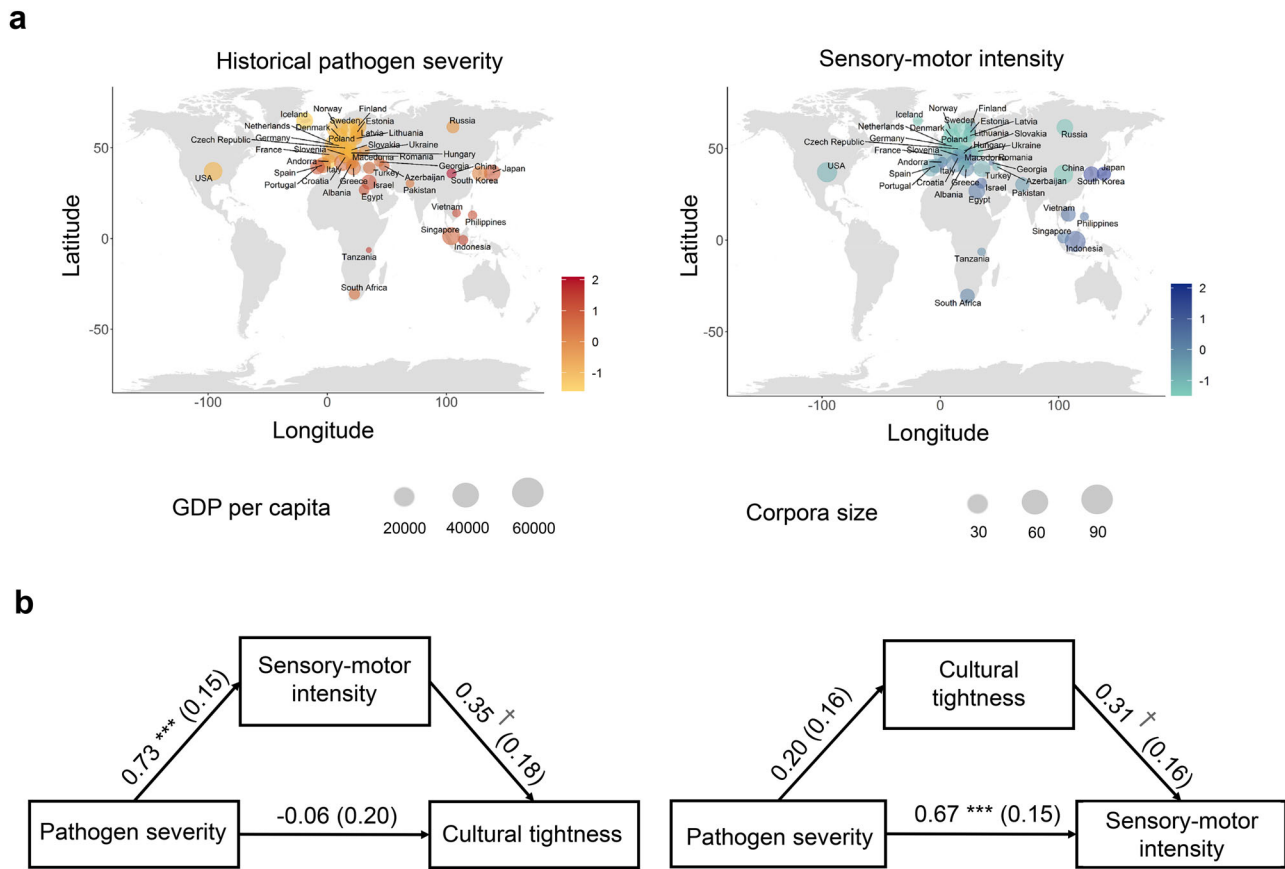 a
Historical pathogen severity
Norway
Finland
Iceland
Sweden
Estonia
Russia
Netherlands
Denmark
Latvia
Lithuania
Germany
Poland
Czech Republic
Slovakia
Ukraine
France
Slovenia
Hungary
Andorra
Macedonia
Romania
Georgia
China
Japan
USA
Spain
Italy
Turkey
South Korea
Portugal
Croatia
Greece
Israel
Azerbaijan
Albania
Pakistan
Egypt
Vietnam
Philippines
Singapore
Indonesia
Tanzania
South Africa
50
0
-50
Latitude
-100
0
100
Longitude
2
1
0
-1
GDP per capita
20000
40000
60000
Sensory-motor intensity
Norway
Finland
Iceland
Sweden
Estonia
Latvia
Russia
Netherlands
Denmark
Lithuania
Germany
Poland
Slovakia
Czech Republic
Hungary
France
Slovenia
Ukraine
Andorra
Macedonia
Romania
Georgia
China
Japan
USA
Spain
Italy
Turkey
South Korea
Portugal
Croatia
Greece
Israel
Azerbaijan
Albania
Pakistan
Egypt
Vietnam
Philippines
Singapore
Indonesia
Tanzania
South Africa
50
0
-50
Latitude
-100
0
100
Longitude
2
1
0
-1
Corpora size
30
60
90
b
Sensory-motor
intensity
0.73 *** (0.15)
0.35 † (0.18)
Pathogen severity
-0.06 (0.20)
Cultural tightness
Cultural
tightness
0.20 (0.16)
0.31 † (0.16)
Pathogen severity
0.67 *** (0.15)
Sensory-motor
intensity